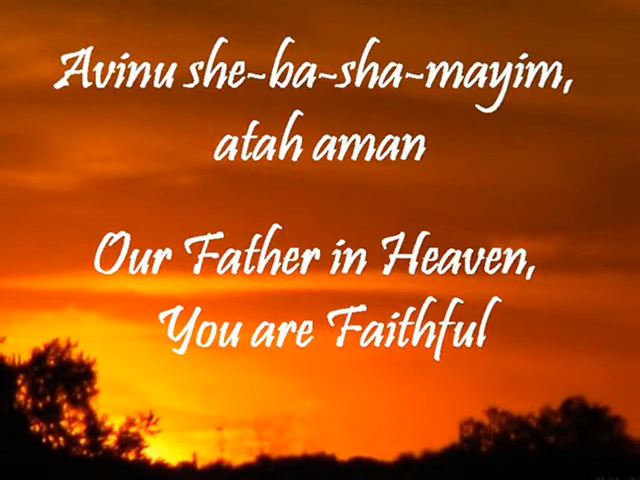 Avinu she-ba-sha-mayim,
atah aman
Our Father in Heaven,
You are Faithful